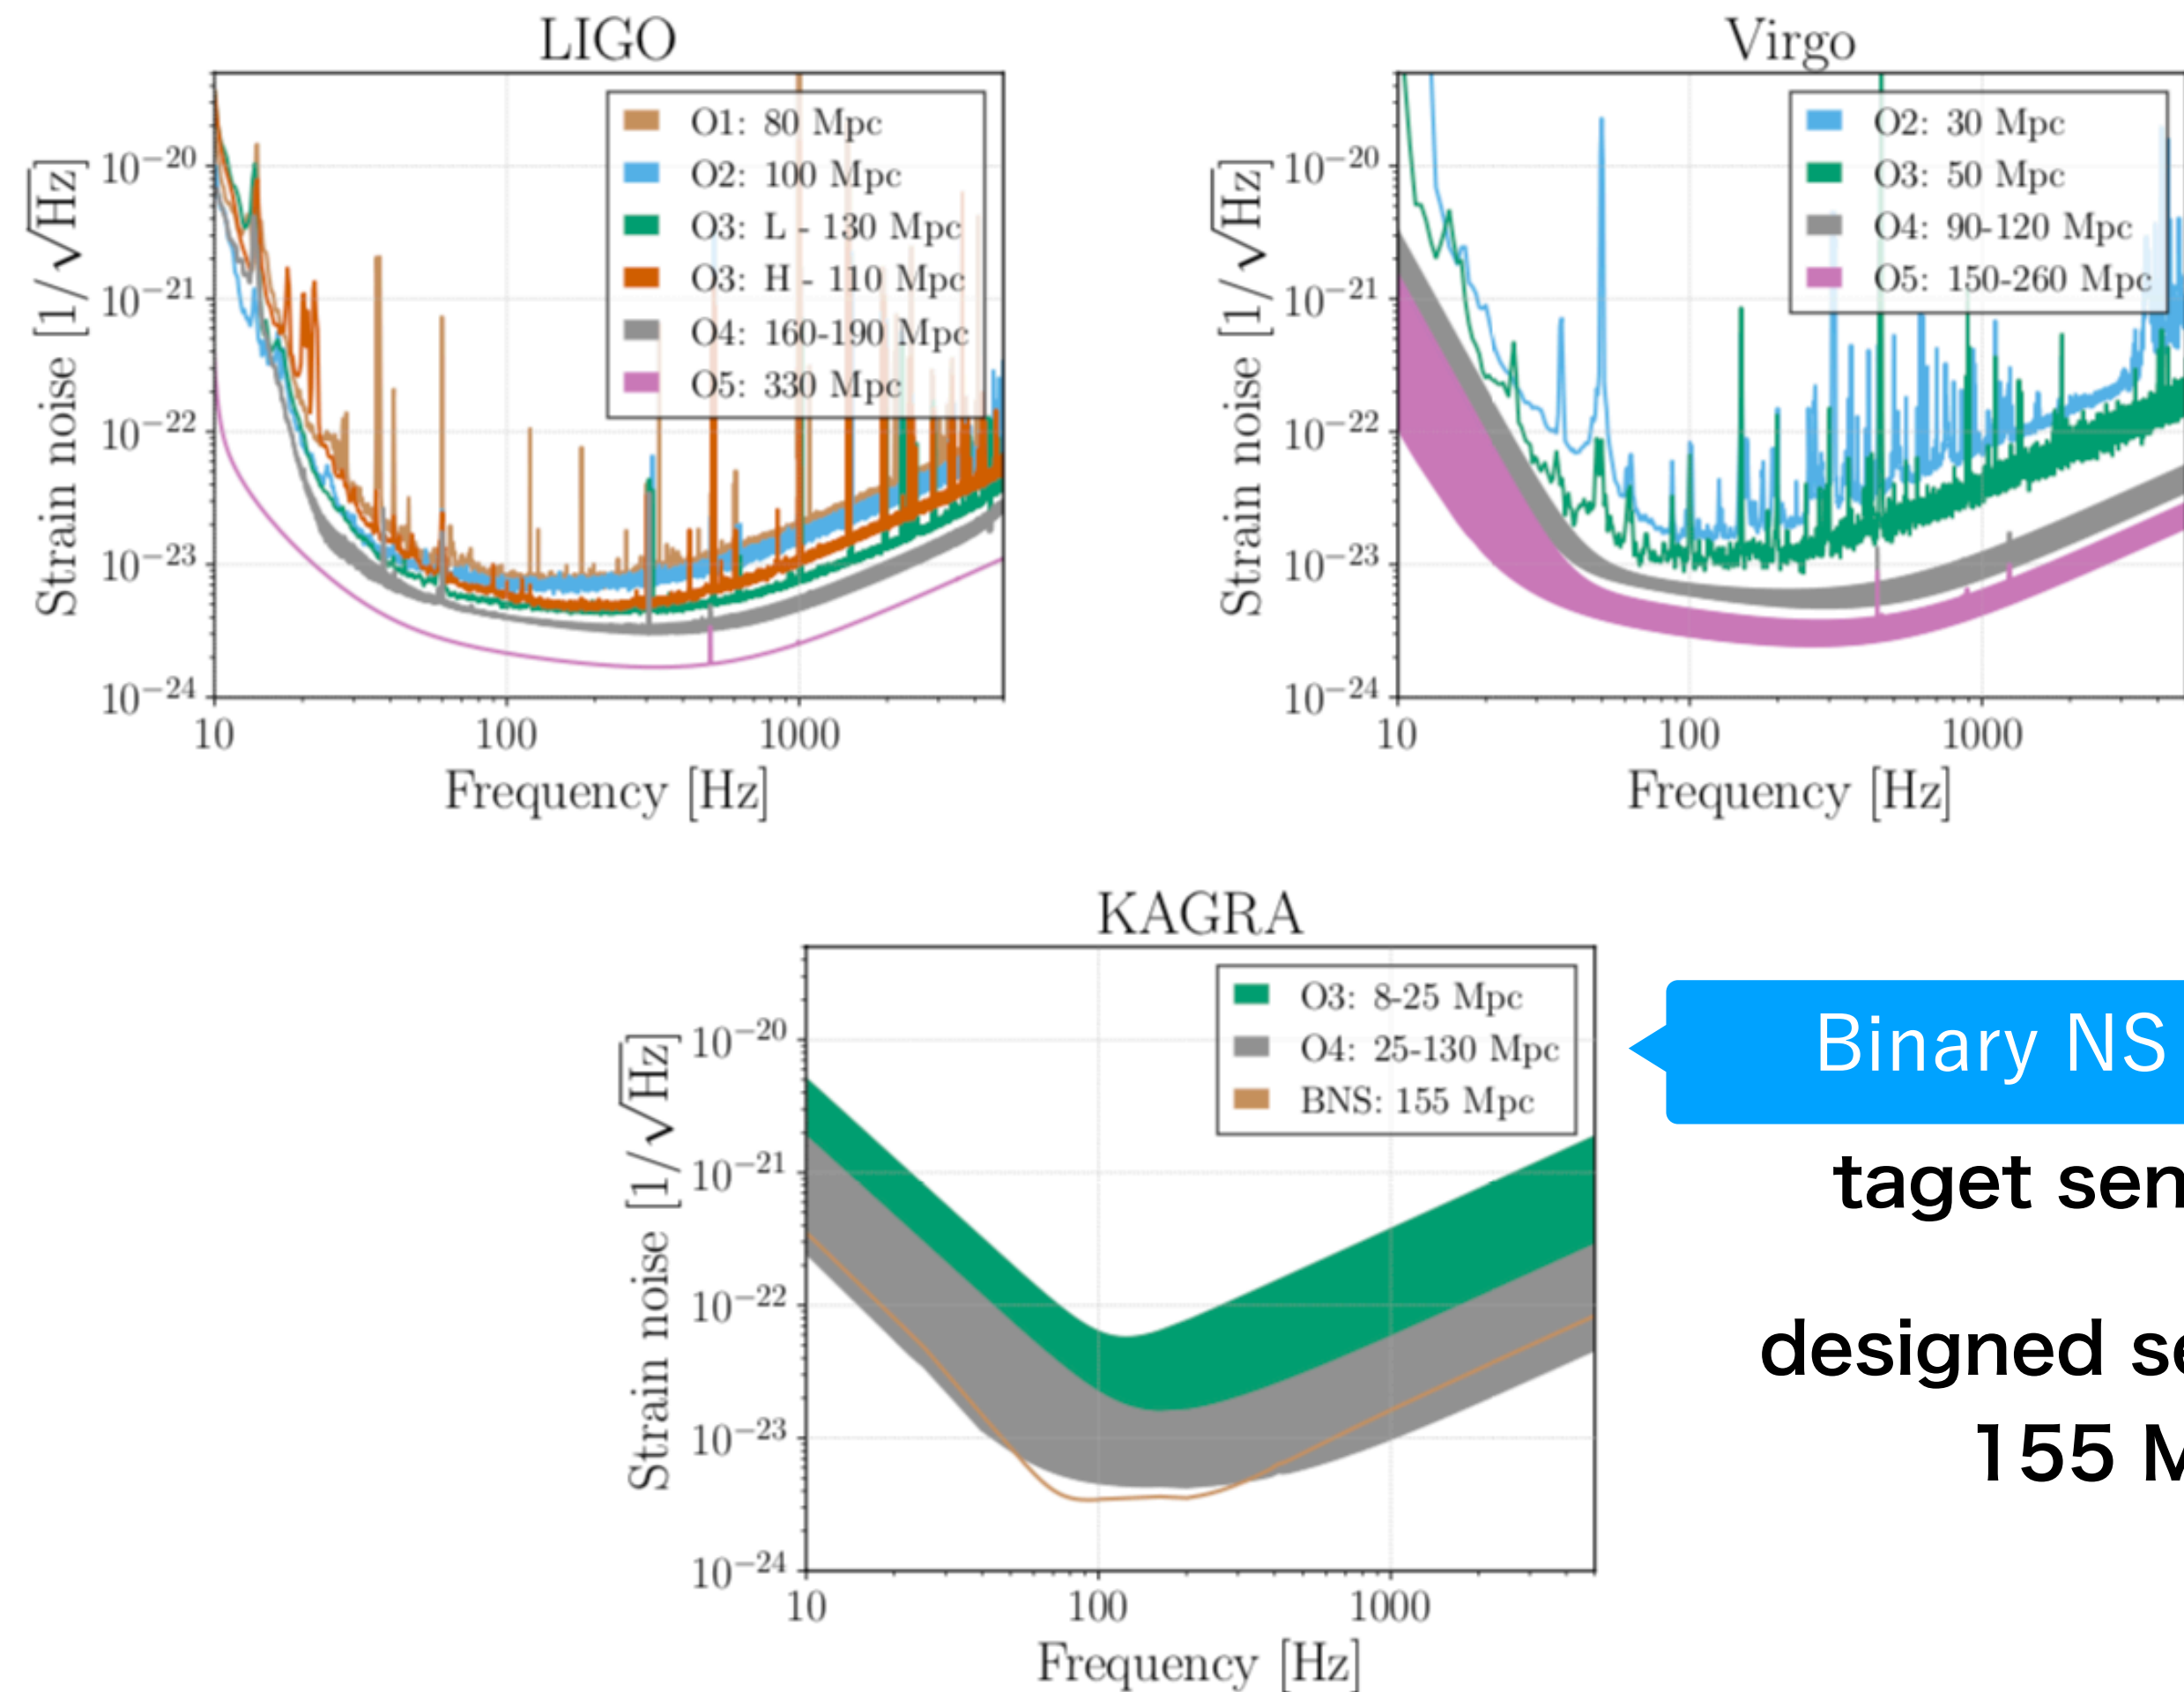 LIGO
Strain noise [1/√Hz]
10−20
10−21
10−22
10−23
10−24
O1: 80 Mpc
O2: 100 Mpc
O3: L - 130 Mpc
O3: H - 110 Mpc
O4: 160-190 Mpc
O5: 330 Mpc
10 100 1000
Frequency [Hz]
Virgo
Strain noise [1/√Hz]
10−20
10−21
10−22
10−23
10−24
O2: 30 Mpc
O3: 50 Mpc
O4: 90-120 Mpc
O5: 150-260 Mpc
10 100 1000
Frequency [Hz]
KAGRA
Strain noise [1/√Hz]
10−20
10−21
10−22
10−23
10−24
O3: 8-25 Mpc
O4: 25-130 Mpc
BNS: 155 Mpc
10 100 1000
Frequency [Hz]
Binary NS
taget sen
designed se
155 M